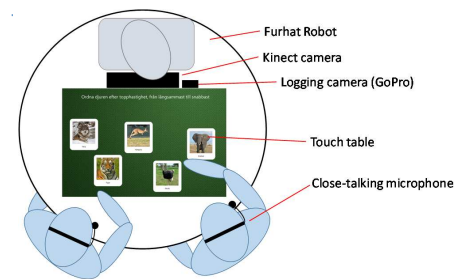 Furhat Robot
Kinect camera
Logging camera (GoPro)
Ordna djuren efter topphastighet, från långsammast till snabbast
Touch table
Close-talking microphone